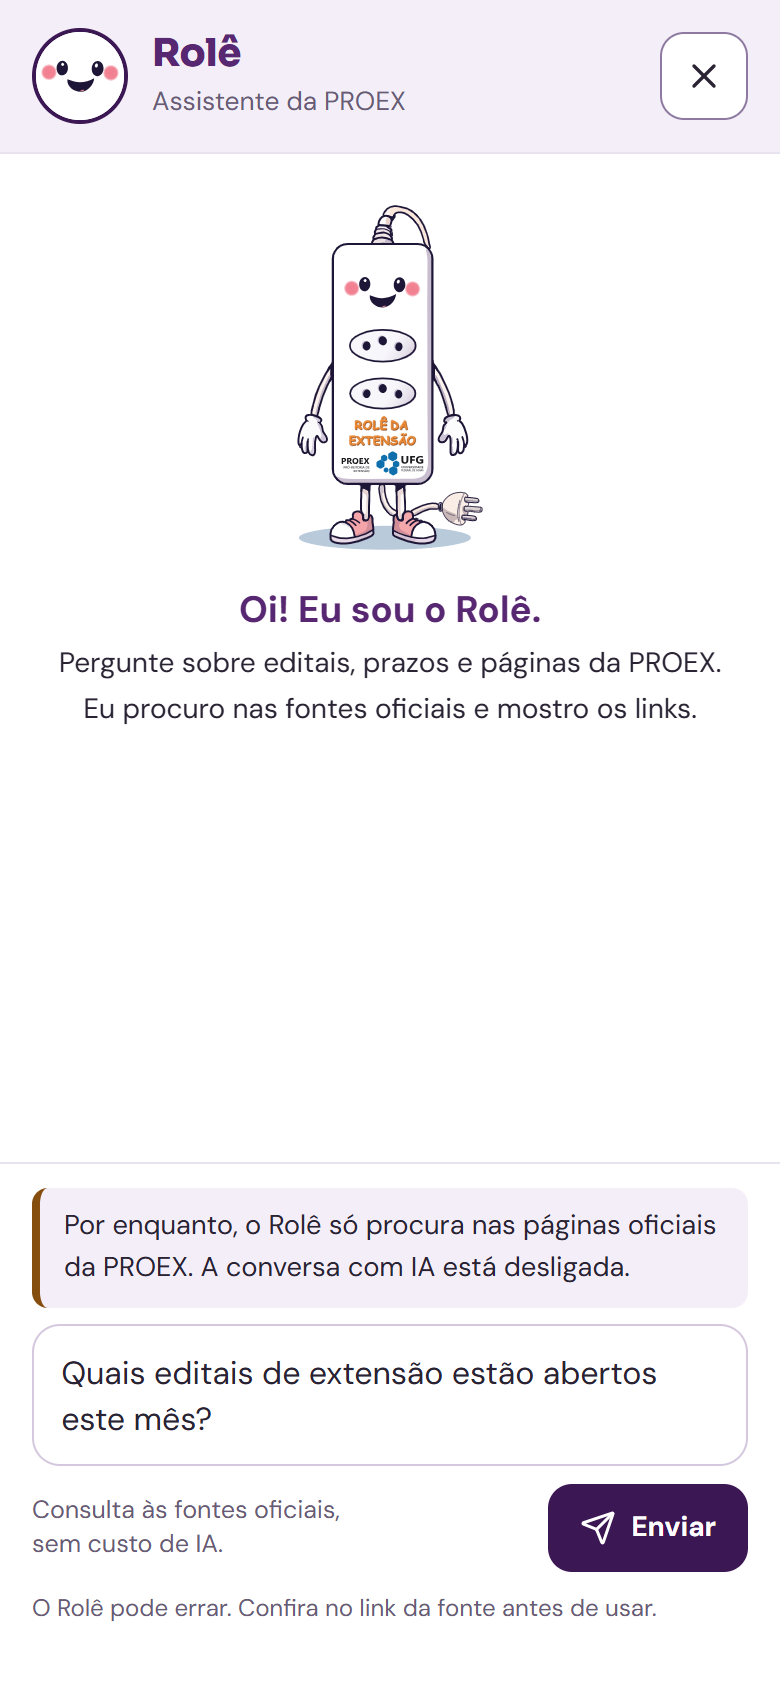 Rolê
Assistente da PROEX
ROLÊ DA
EXTENSÃO
PROEX
UFG
Oi! Eu sou o Rolê.
Pergunte sobre editais, prazos e páginas da PROEX.
Eu procuro nas fontes oficiais e mostro os links.
Por enquanto, o Rolê só procura nas páginas oficiais
da PROEX. A conversa com IA está desligada.
Quais editais de extensão estão abertos
este mês?
Consulta às fontes oficiais,
sem custo de IA.
Enviar
O Rolê pode errar. Confira no link da fonte antes de usar.